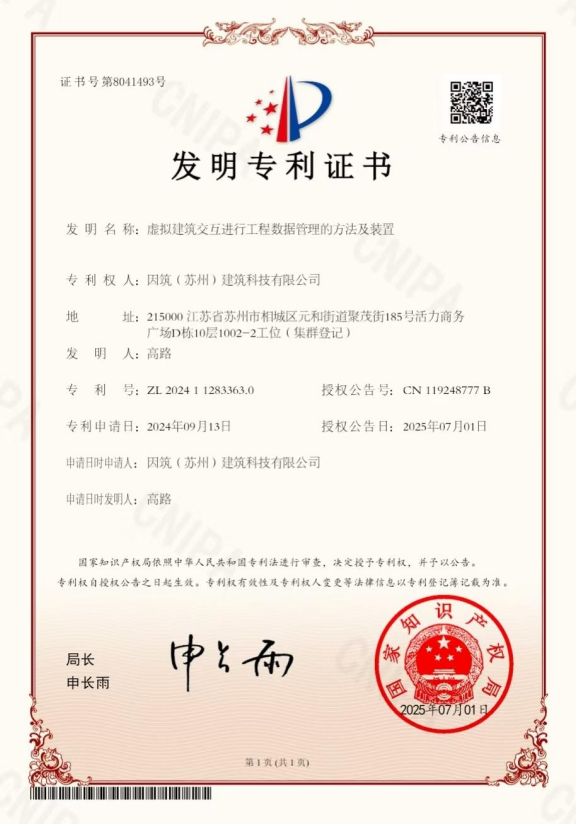 证书号第8041493号
专利公告信息
发明专利证书
发明名称：虚拟建筑交互进行工程数据管理的方法及装置
专利权人：因筑（苏州）建筑科技有限公司
地址：215000 江苏省苏州市相城区元和街道聚茂街185号活力商务
广场D栋10层1002-2工位（集群登记）
发明人：高路
专利号：ZL 2024 1 1283363.0 授权公告号：CN 119248777 B
专利申请日：2024年09月13日 授权公告日：2025年07月01日
申请日时申请人：因筑（苏州）建筑科技有限公司
申请日时发明人：高路
国家知识产权局依照中华人民共和国专利法进行审查，决定授予专利权，并予以公告。
专利权自授权公告之日起生效。专利权有效性及专利权人变更等法律信息以专利登记簿记载为准。
局长
申长雨
申长雨
国家知识产权局
2025年07月01日
第1页(共1页)
CNIPA
CNIPA
CNIPA
CNIPA